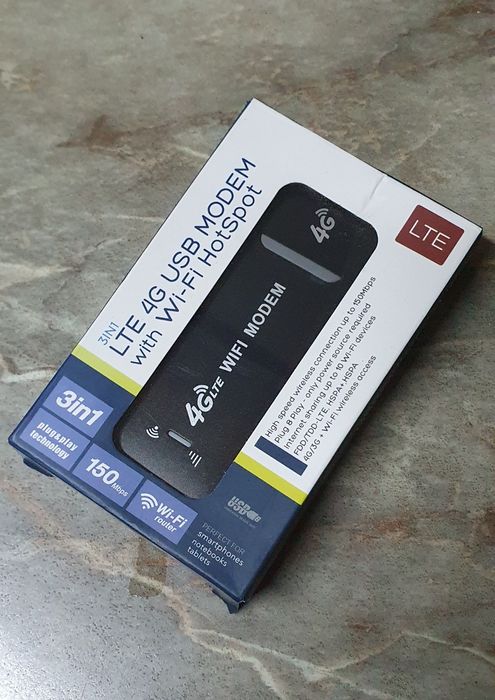 3IN1
LTE 4G USB MODEM
with Wi-Fi HotSpot
4G
LTE
4G LTE WIFI MODEM
High speed wireless connection up to 150Mbps
Plug & Play - only power source required
Internet sharing up to 10 Wi-Fi devices
FDD/TDD-LTE, HSPA+, HSPA
4G/3G + Wi-Fi wireless access
3in1
plug&play
technology
150 Mbps
Wi-Fi
router
USB
PERFECT FOR
smartphones
notebooks
tablets